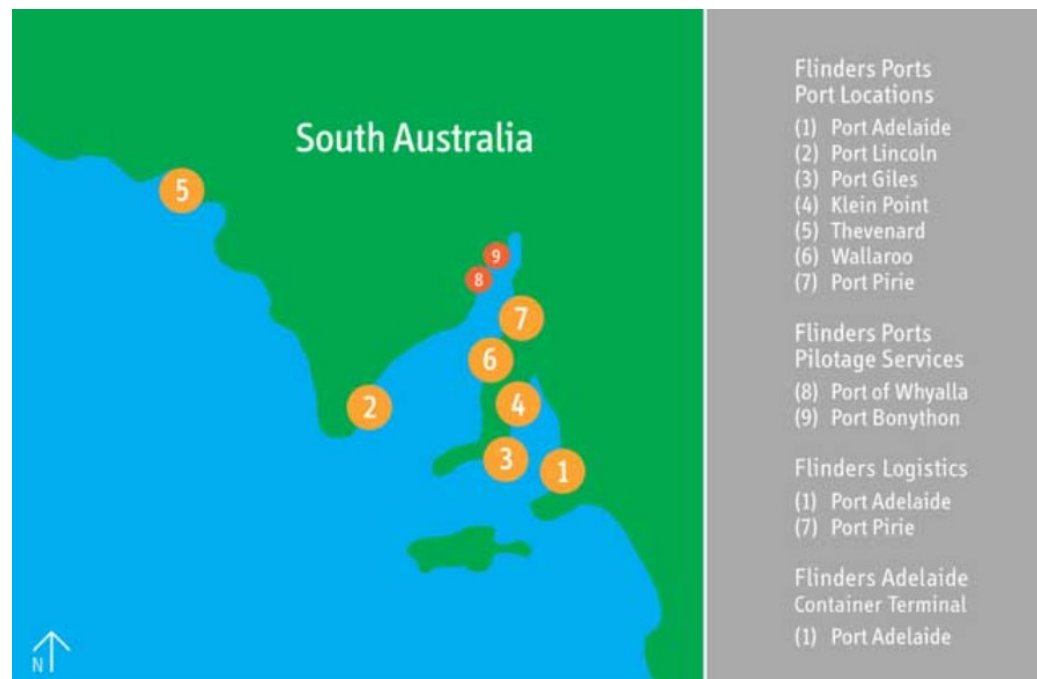 South Australia
5
9
8
7
6
2
4
3
1
N
Flinders Ports
Port Locations
(1) Port Adelaide
(2) Port Lincoln
(3) Port Giles
(4) Klein Point
(5) Thevenard
(6) Wallaroo
(7) Port Pirie
Flinders Ports
Pilotage Services
(8) Port of Whyalla
(9) Port Bonython
Flinders Logistics
(1) Port Adelaide
(7) Port Pirie
Flinders Adelaide
Container Terminal
(1) Port Adelaide